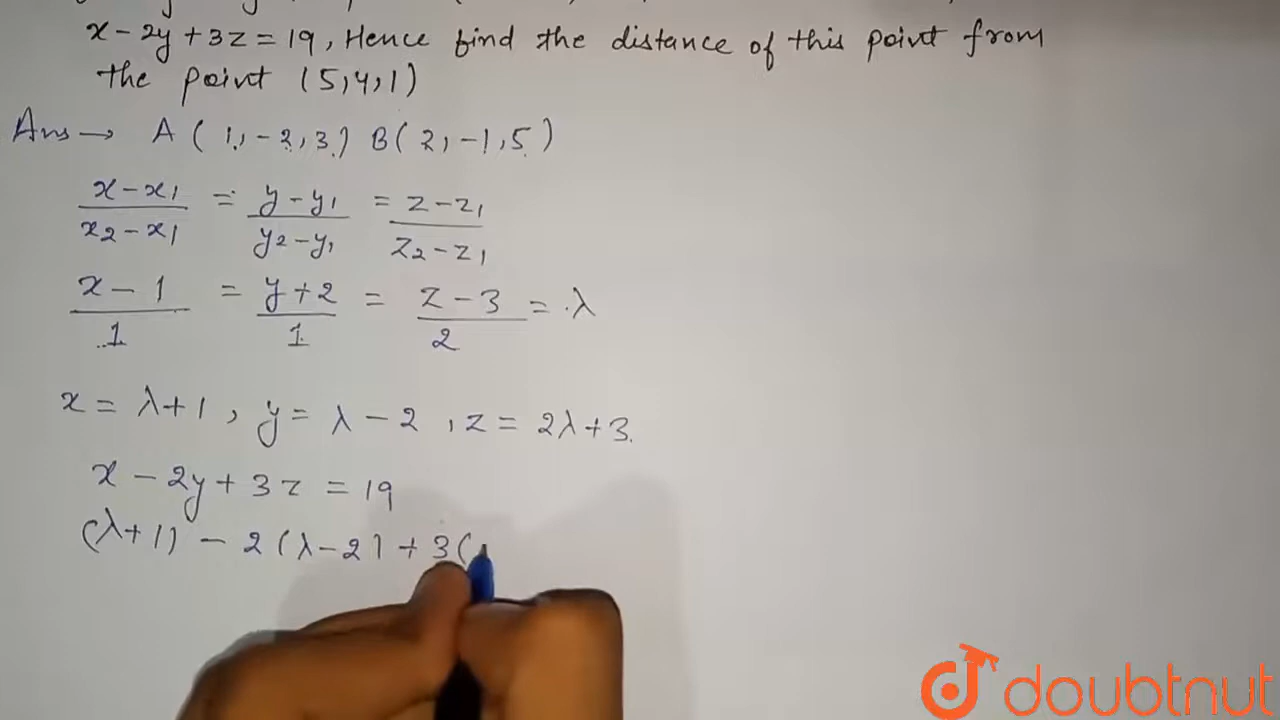 x - 2y + 3z = 19, Hence find the distance of this point from
the point (5,4,1)
Ans → A (1, -2, 3) B(2, -1, 5)
x - x1 / x2 - x1 = y - y1 / y2 - y1 = z - z1 / z2 - z1
x - 1 / 1 = y + 2 / 1 = z - 3 / 2 = λ
x = λ + 1, y = λ - 2, z = 2λ + 3
x - 2y + 3z = 19
(λ + 1) - 2(λ - 2) + 3(
doubtnut